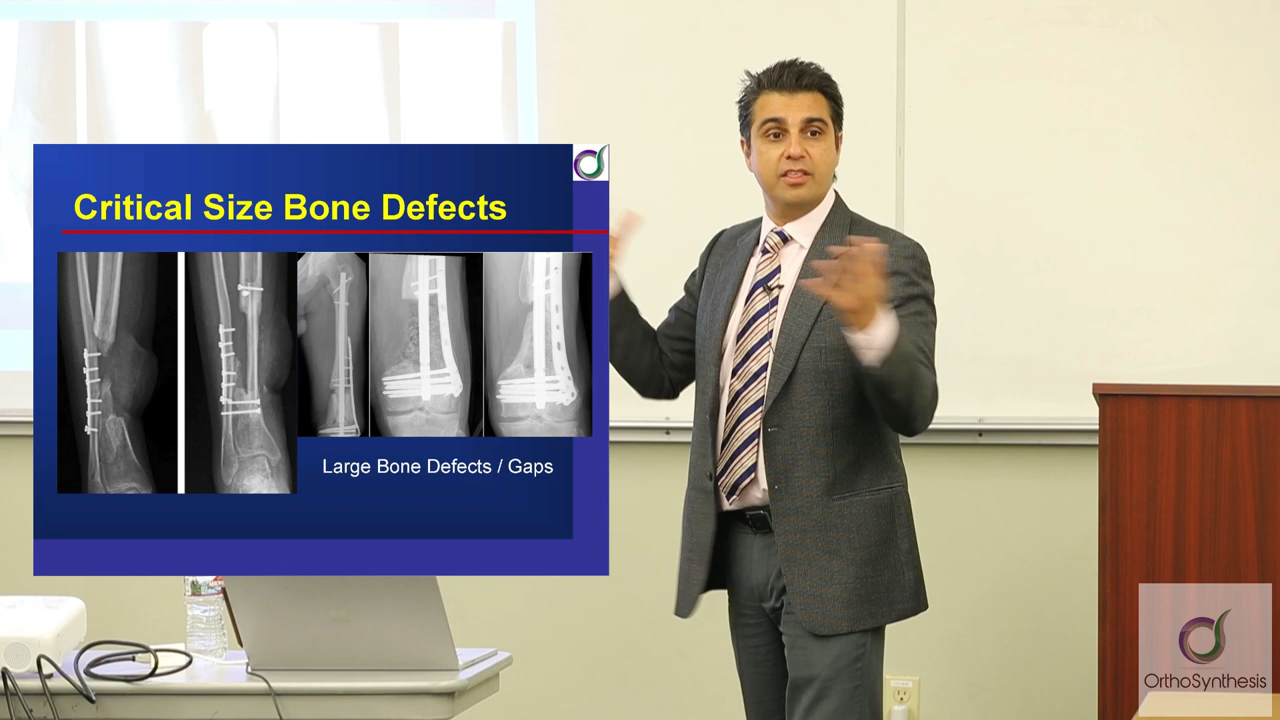 Critical Size Bone Defects
Large Bone Defects / Gaps
OrthoSynthesis